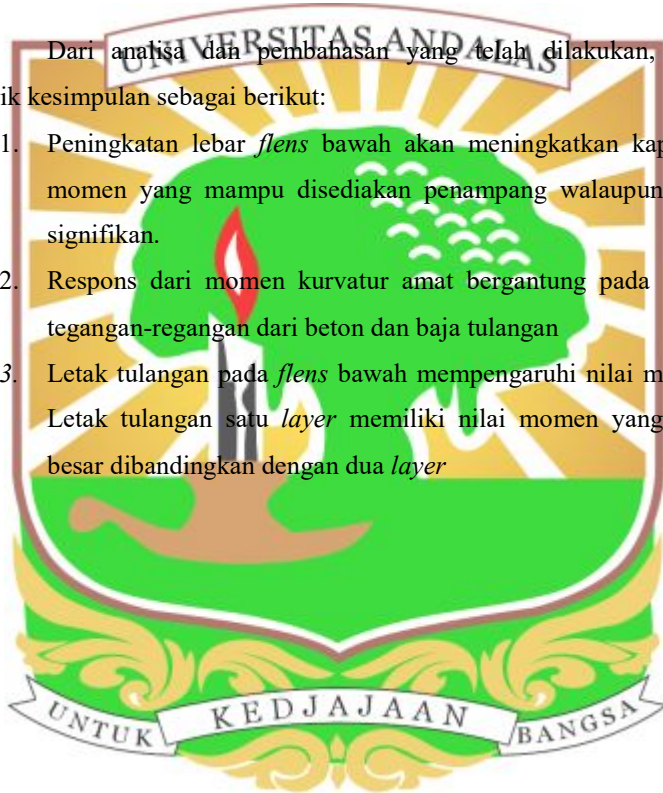 UNIVERSITAS ANDALAS
Dari analisa dan pembahasan yang telah dilakukan,
ik kesimpulan sebagai berikut:
1. Peningkatan lebar flens bawah akan meningkatkan kap
momen yang mampu disediakan penampang walaupun
signifikan.
2. Respons dari momen kurvatur amat bergantung pada
tegangan-regangan dari beton dan baja tulangan
3. Letak tulangan pada flens bawah mempengaruhi nilai m
Letak tulangan satu layer memiliki nilai momen yang
besar dibandingkan dengan dua layer
UNTUK KEDJAJAAN BANGSA